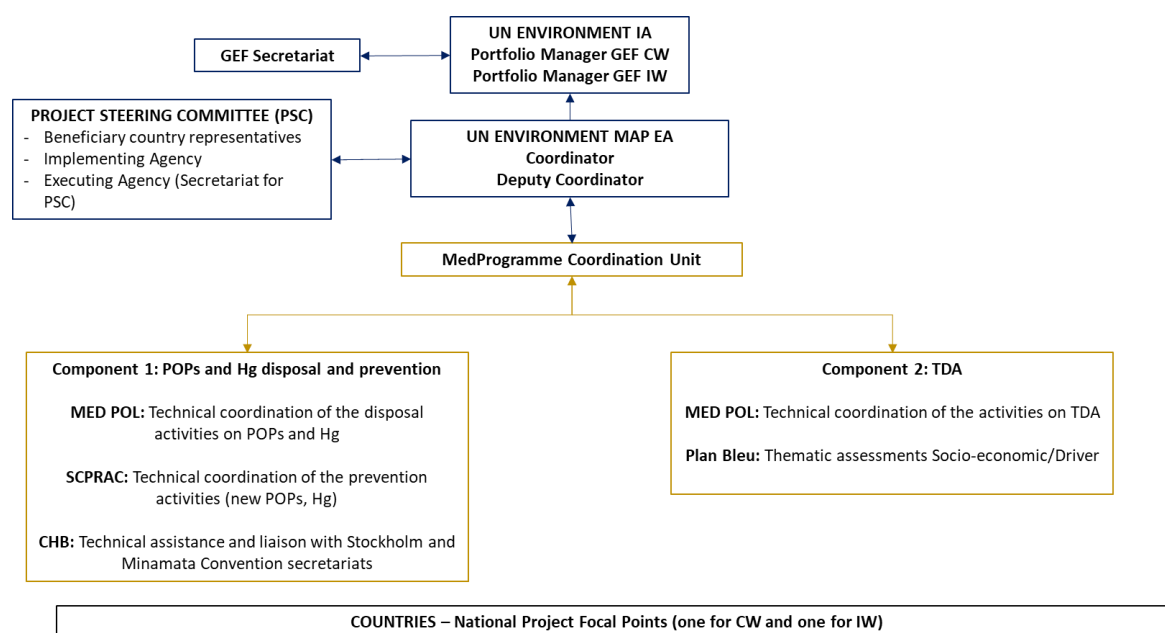 UN ENVIRONMENT IA
Portfolio Manager GEF CW
Portfolio Manager GEF IW
GEF Secretariat
PROJECT STEERING COMMITTEE (PSC)
- Beneficiary country representatives
- Implementing Agency
- Executing Agency (Secretariat for
PSC)
UN ENVIRONMENT MAP EA
Coordinator
Deputy Coordinator
MedProgramme Coordination Unit
Component 1: POPs and Hg disposal and prevention
MED POL: Technical coordination of the disposal
activities on POPs and Hg
SCPRAC: Technical coordination of the prevention
activities (new POPs, Hg)
CHB: Technical assistance and liaison with Stockholm and
Minamata Convention secretariats
Component 2: TDA
MED POL: Technical coordination of the activities on TDA
Plan Bleu: Thematic assessments Socio-economic/Driver
COUNTRIES – National Project Focal Points (one for CW and one for IW)